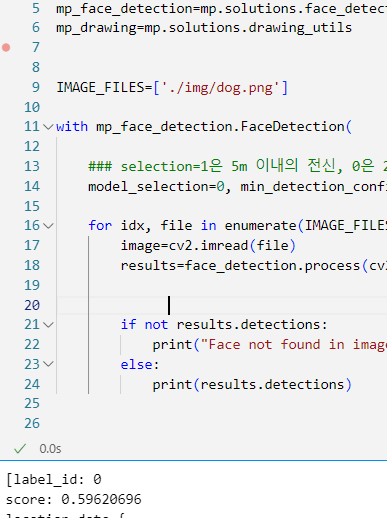 5 mp_face_detection=mp.solutions.face_detec
6 mp_drawing=mp.solutions.drawing_utils
7
8
9 IMAGE_FILES=['./img/dog.png']
10
11 with mp_face_detection.FaceDetection(
12
13 ### selection=1은 5m 이내의 전신, 0은 2
14 model_selection=0, min_detection_confi
15
16 for idx, file in enumerate(IMAGE_FILES
17 image=cv2.imread(file)
18 results=face_detection.process(cv2
19
20
21 if not results.detections:
22 print("Face not found in imag
23 else:
24 print(results.detections)
25
26
0.0s
[label_id: 0
score: 0.59620696
location_data {